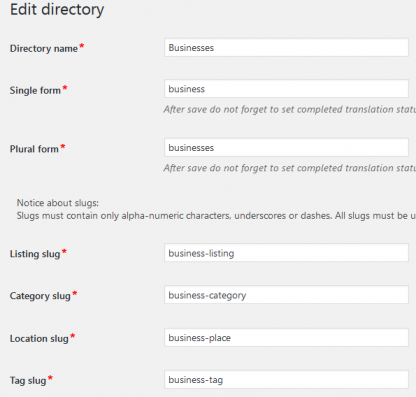 Edit directory
Directory name* Businesses
Single form* business
After save do not forget to set completed translation statu
Plural form* businesses
After save do not forget to set completed translation statu
Notice about slugs:
Slugs must contain only alpha-numeric characters, underscores or dashes. All slugs must be u
Listing slug* business-listing
Category slug* business-category
Location slug* business-place
Tag slug* business-tag